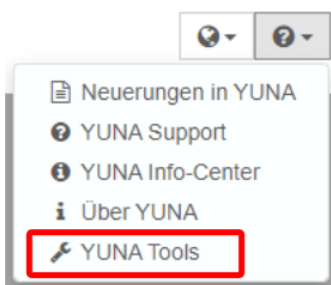 Neuerungen in YUNA
YUNA Support
YUNA Info-Center
Über YUNA
YUNA Tools